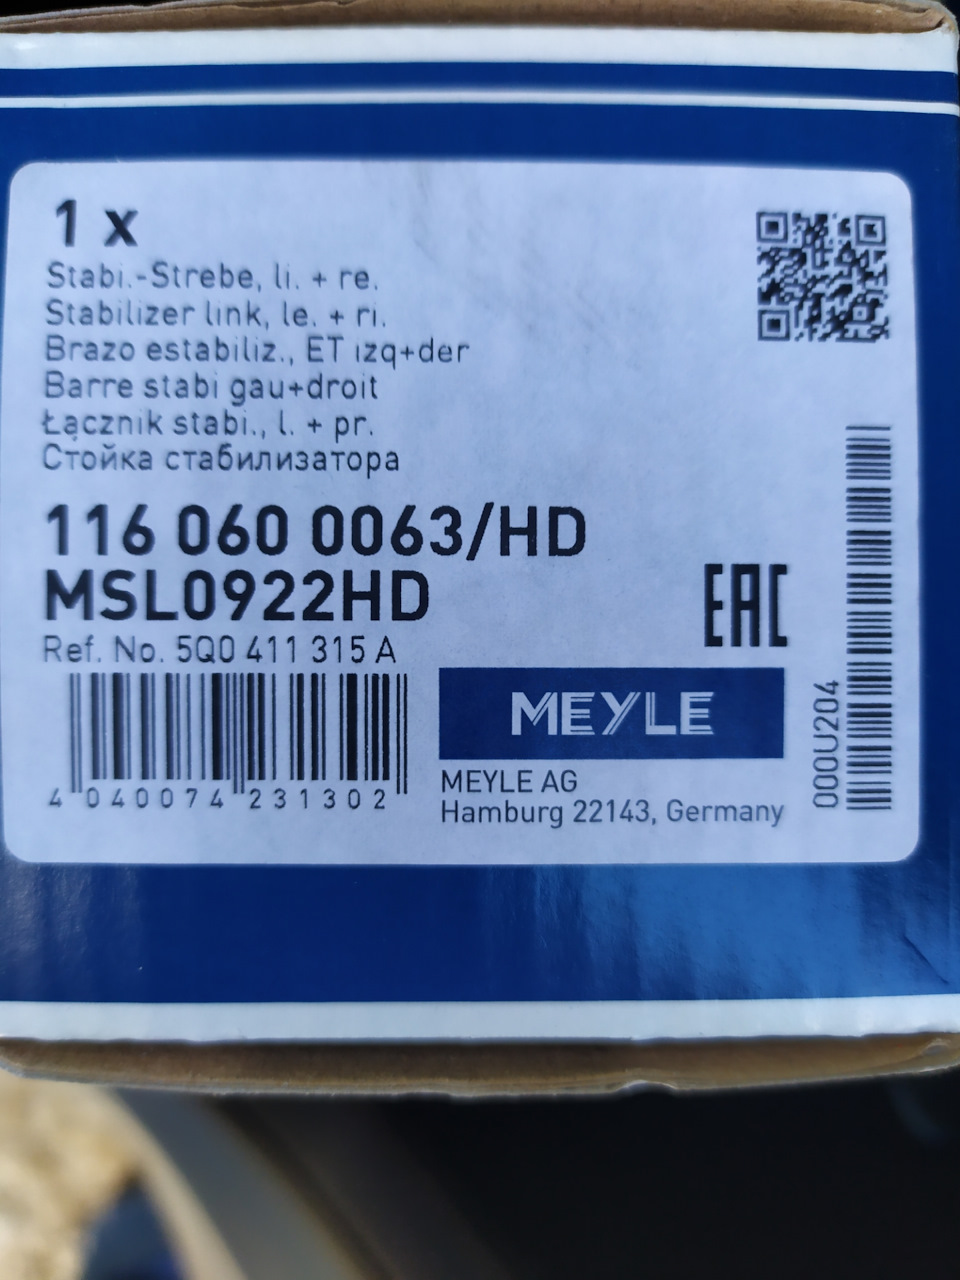 1 x
Stabi.-Strebe, li. + re.
Stabilizer link, le. + ri.
Brazo estabiliz., ET izq+der
Barre stabi gau+droit
Łącznik stabi., l. + pr.
Стойка стабилизатора
116 060 0063/HD
MSL0922HD
Ref. No. 5Q0 411 315 A
EAC
4 040074 231302
MEYLE
MEYLE AG
Hamburg 22143, Germany
000U204